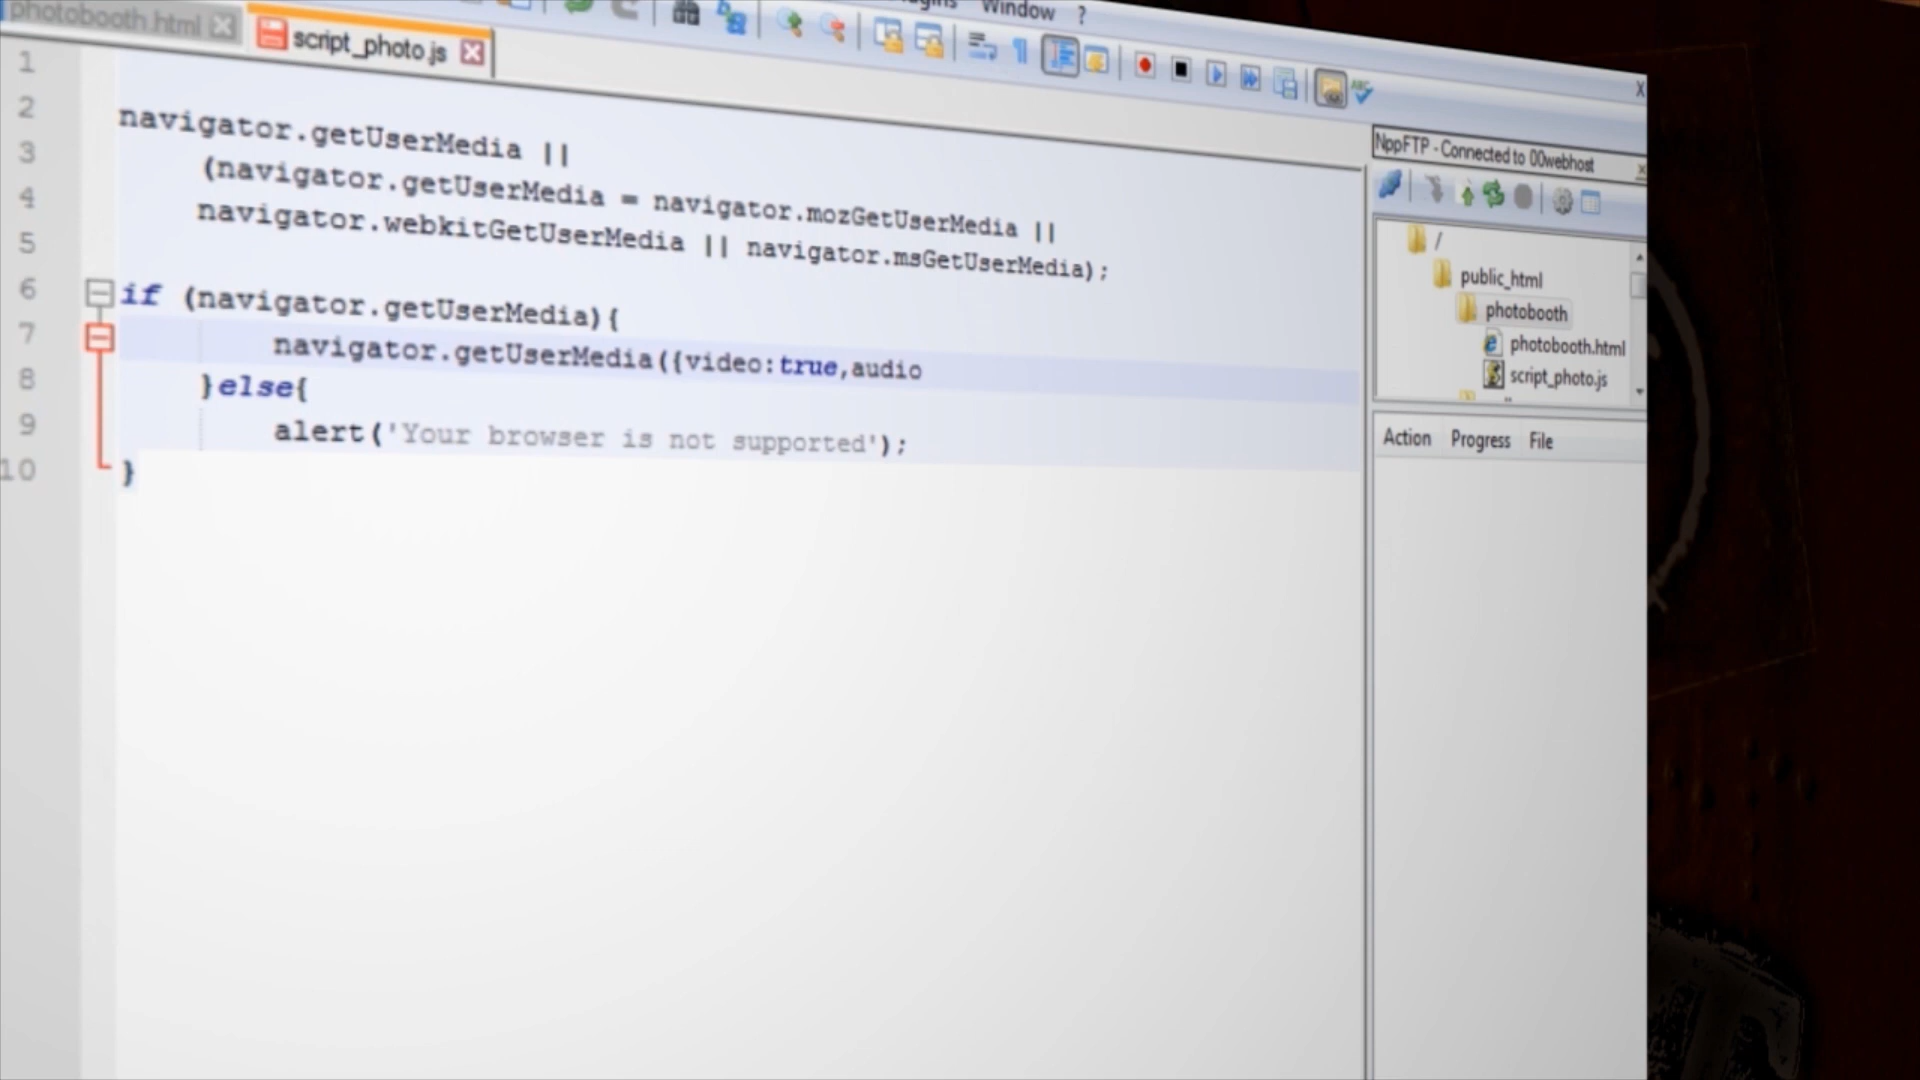 Window ?
photobooth.html
script_photo.js
1
2 navigator.getUserMedia ||
3 (navigator.getUserMedia = navigator.mozGetUserMedia ||
4 navigator.webkitGetUserMedia || navigator.msGetUserMedia);
5
6 if (navigator.getUserMedia){
7 navigator.getUserMedia({video:true,audio
8 }else{
9 alert('Your browser is not supported');
10 }
NppFTP - Connected to 00webhost
/
public_html
photobooth
photobooth.html
script_photo.js
Action Progress File